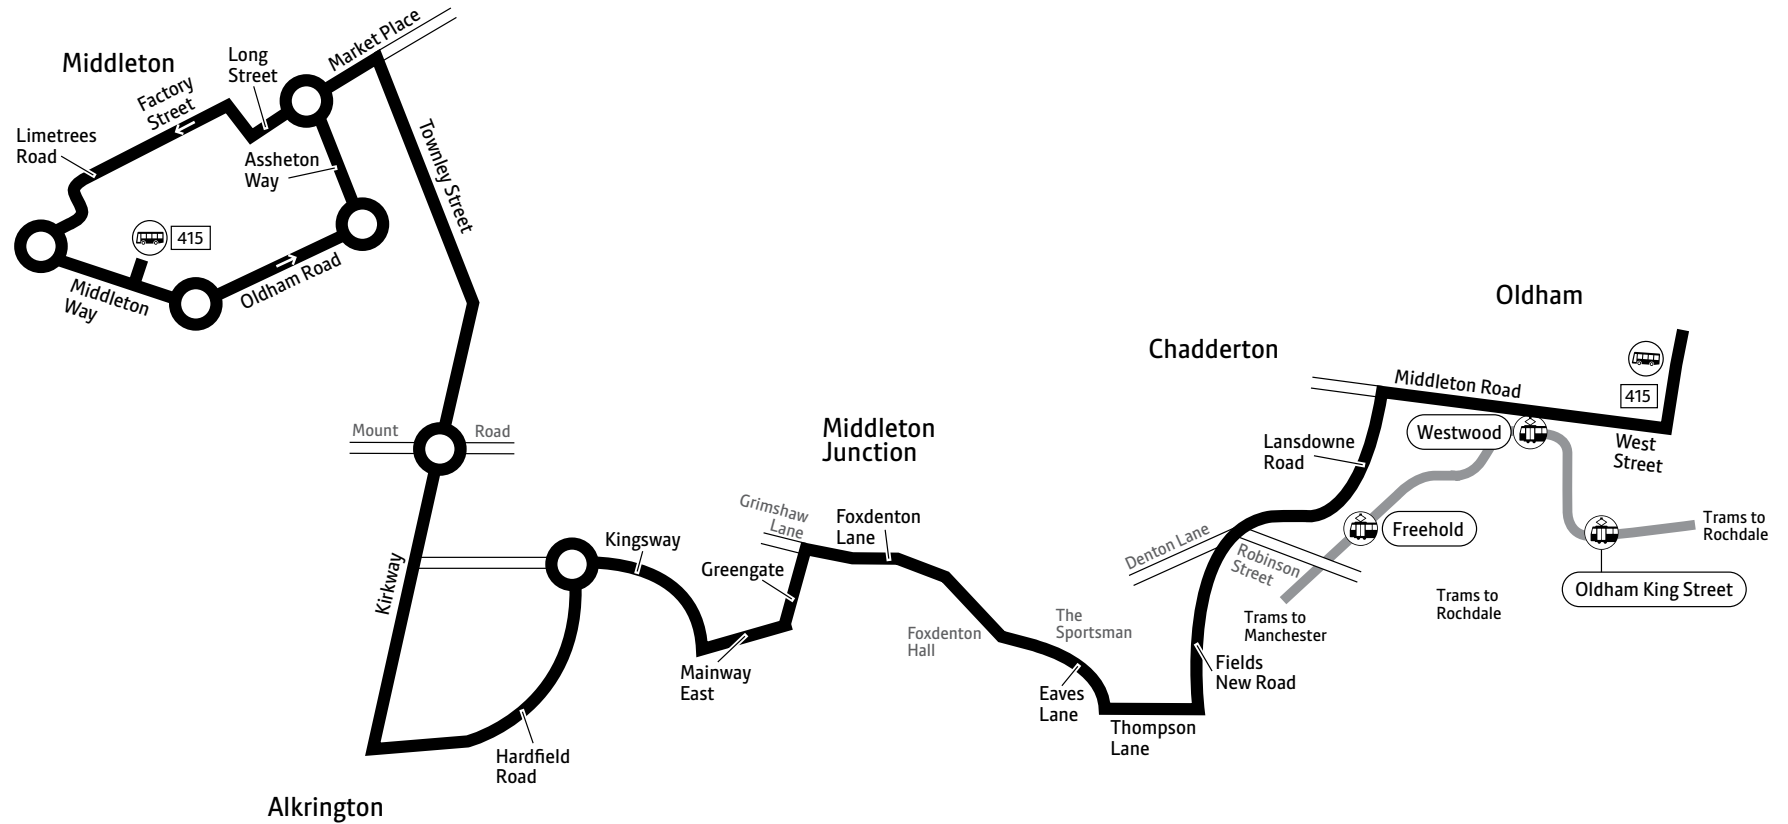 Middleton
Long
Street
Market Place
Factory
Street
Limetrees
Road
Assheton
Way
Townley Street
415
Middleton
Way
Oldham Road
Mount
Road
Kirkway
Hardfield
Road
Alkrington
Kingsway
Greengate
Mainway
East
Middleton
Junction
Grimshaw
Lane
Foxdenton
Lane
Foxdenton
Hall
The
Sportsman
Eaves
Lane
Thompson
Lane
Fields
New Road
Denton Lane
Robinson
Street
Trams to
Manchester
Chadderton
Lansdowne
Road
Middleton Road
Westwood
Freehold
Oldham
415
West
Street
Trams to
Rochdale
Oldham King Street
Trams to
Rochdale